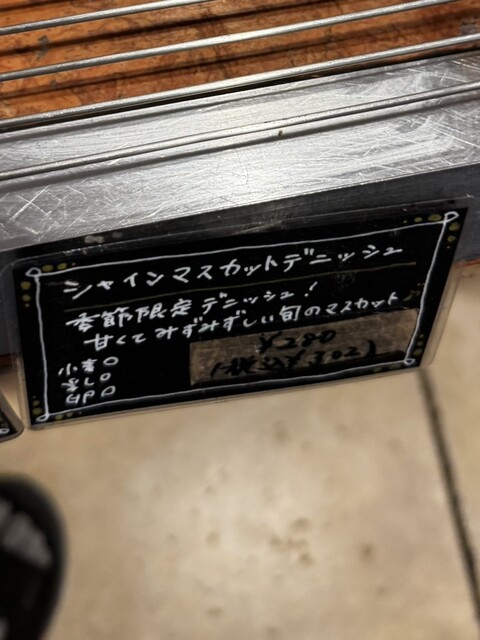 シャインマスカットデニッシュ
季節限定デニッシュ!
甘くてみずみずしい旬のマスカット♪
¥280
(税込¥302)
小麦○
乳○
卵○